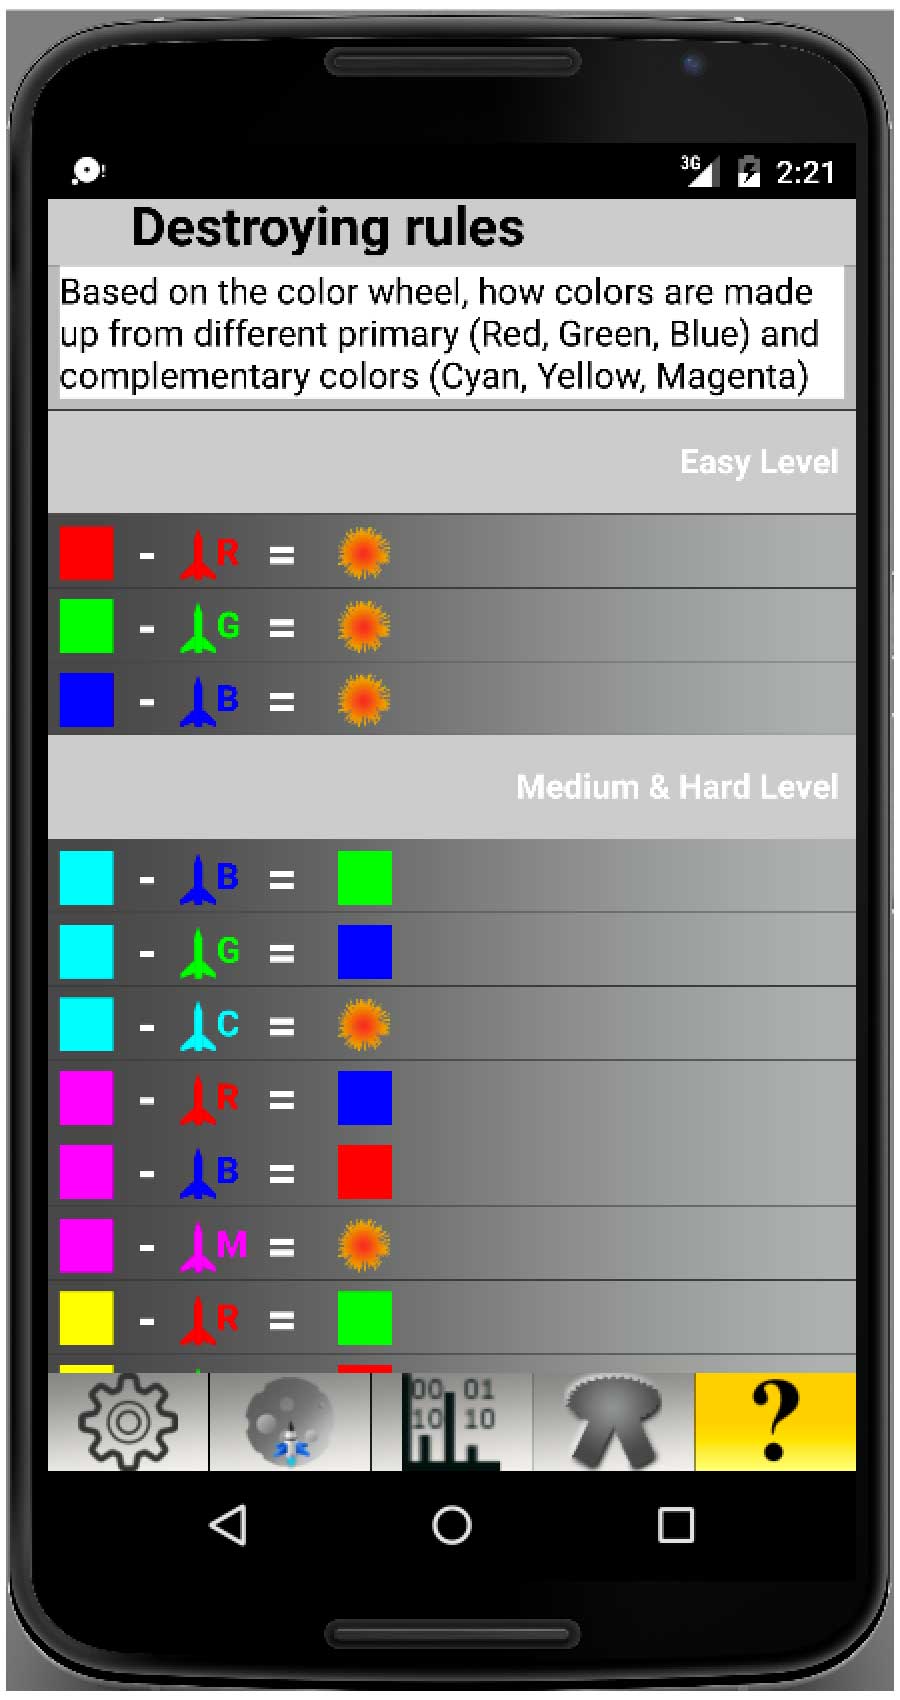 3G 2:21
Destroying rules
Based on the color wheel, how colors are made
up from different primary (Red, Green, Blue) and
complementary colors (Cyan, Yellow, Magenta)
Easy Level
- R =
- G =
- B =
Medium & Hard Level
- B =
- G =
- C =
- R =
- B =
- M =
- R =
00 01
10 10
?